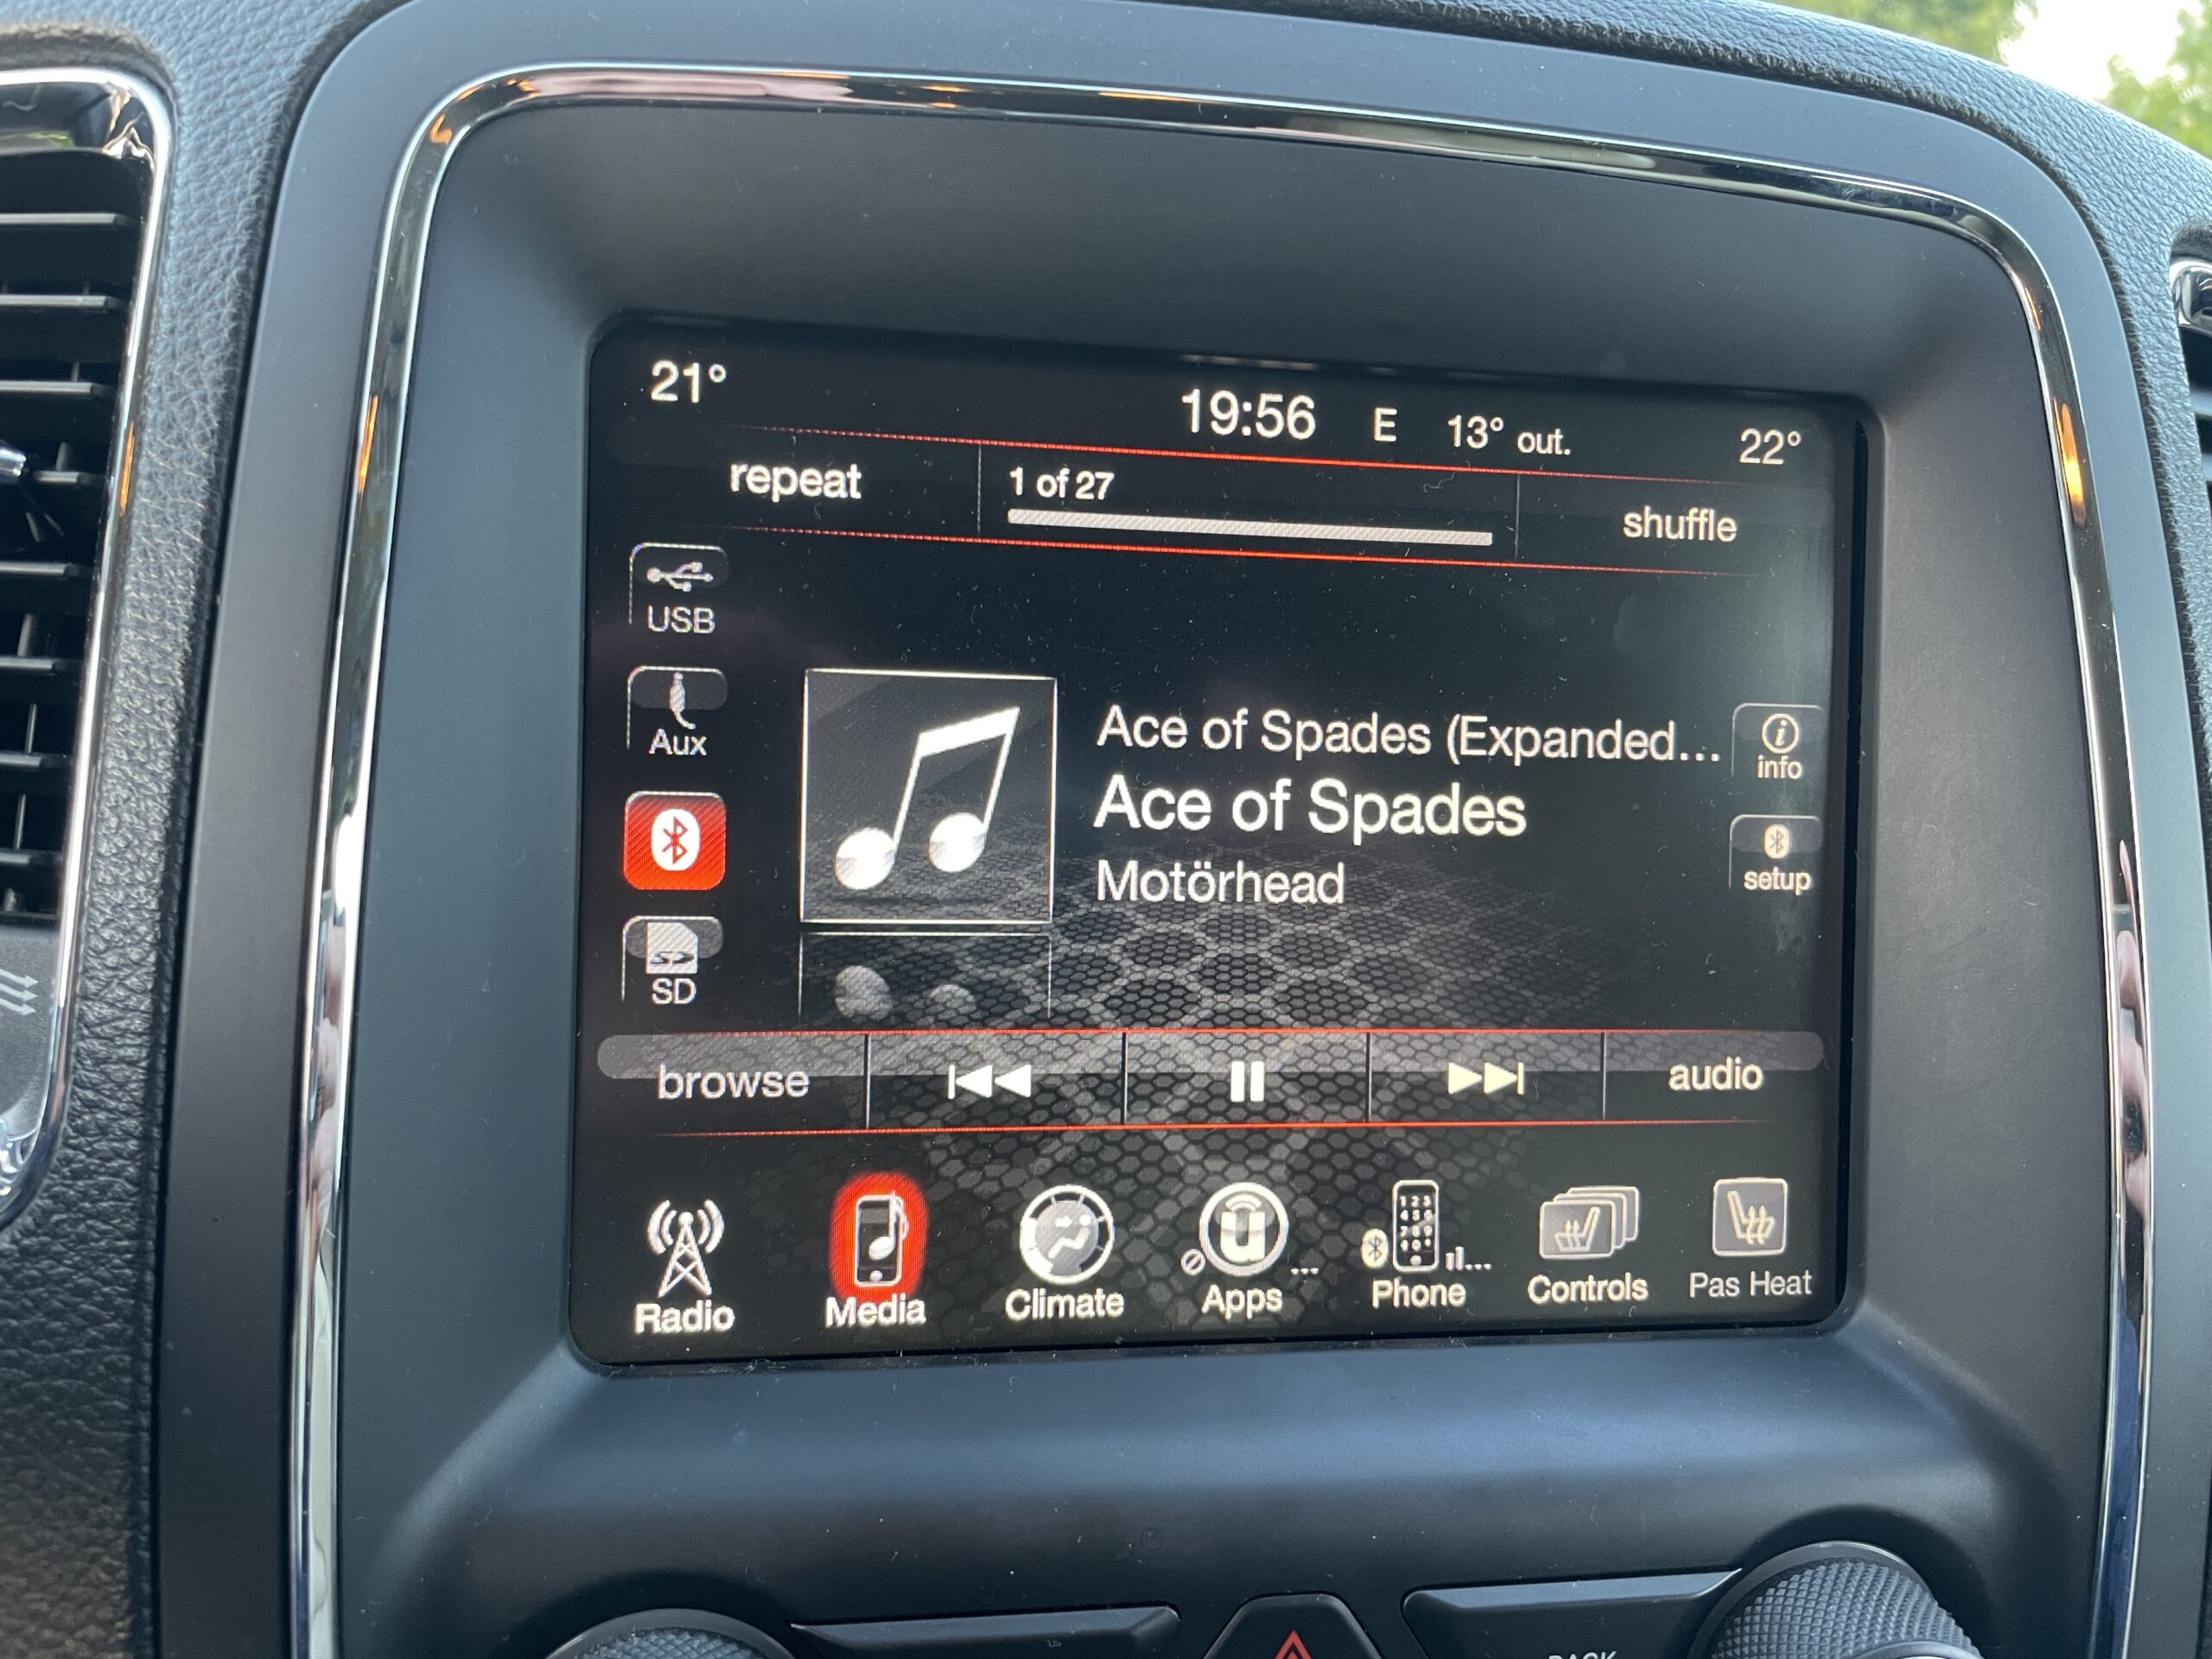 21° 19:56 E 13° out. 22°
repeat 1 of 27 shuffle
USB
Aux
Ace of Spades (Expanded...
Ace of Spades
Motörhead
info
setup
SD
browse audio
Radio Media Climate Apps ... Phone ... Controls Pas Heat
BACK